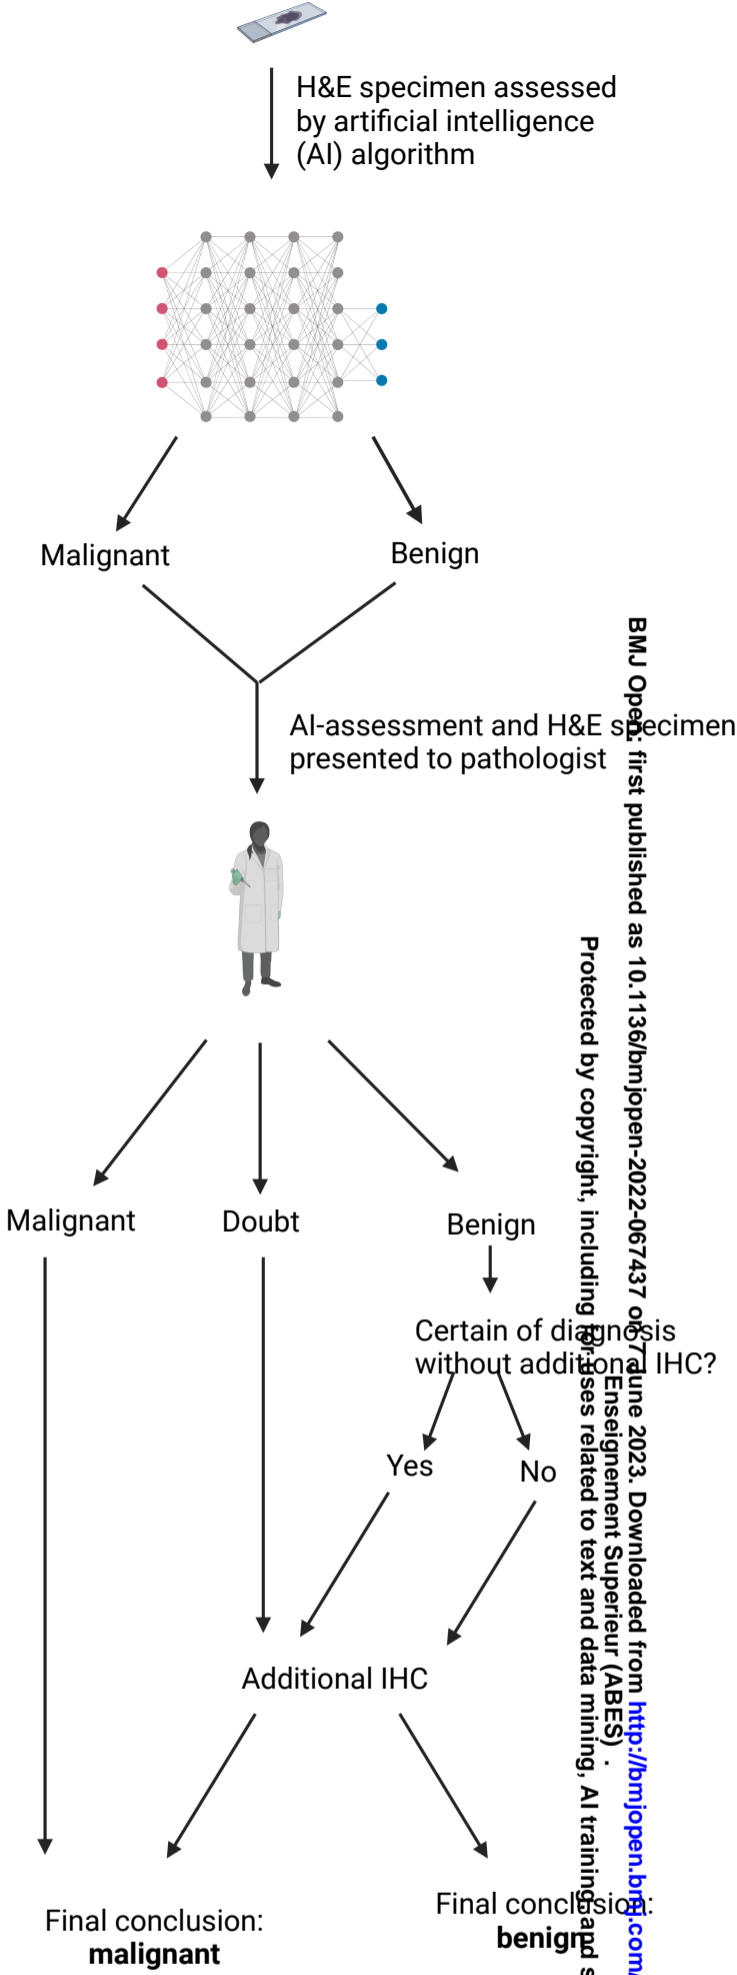 H&E specimen assessed
by artificial intelligence
(AI) algorithm
Malignant
Benign
AI-assessment and H&E specimen
presented to pathologist
Malignant
Doubt
Benign
Certain of diagnosis
without additional IHC?
Yes
No
Additional IHC
Final conclusion:
malignant
Final conclusion:
benign
BMJ Open: first published as 10.1136/bmjopen-2022-067437 on 7 June 2023. Downloaded from http://bmjopen.bmj.com/
Enseignement Superieur (ABES) .
Protected by copyright, including for uses related to text and data mining, AI training, and s